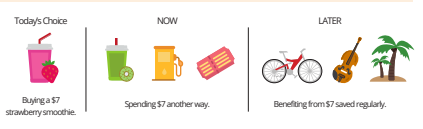 Today's Choice
NOW
LATER
Buying a $7
strawberry smoothie.
Spending $7 another way.
Benefiting from $7 saved regularly.